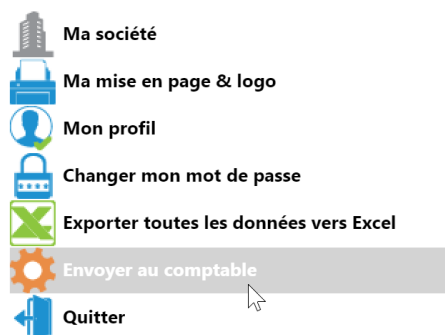 Ma société
Ma mise en page & logo
Mon profil
Changer mon mot de passe
Exporter toutes les données vers Excel
Envoyer au comptable
Quitter